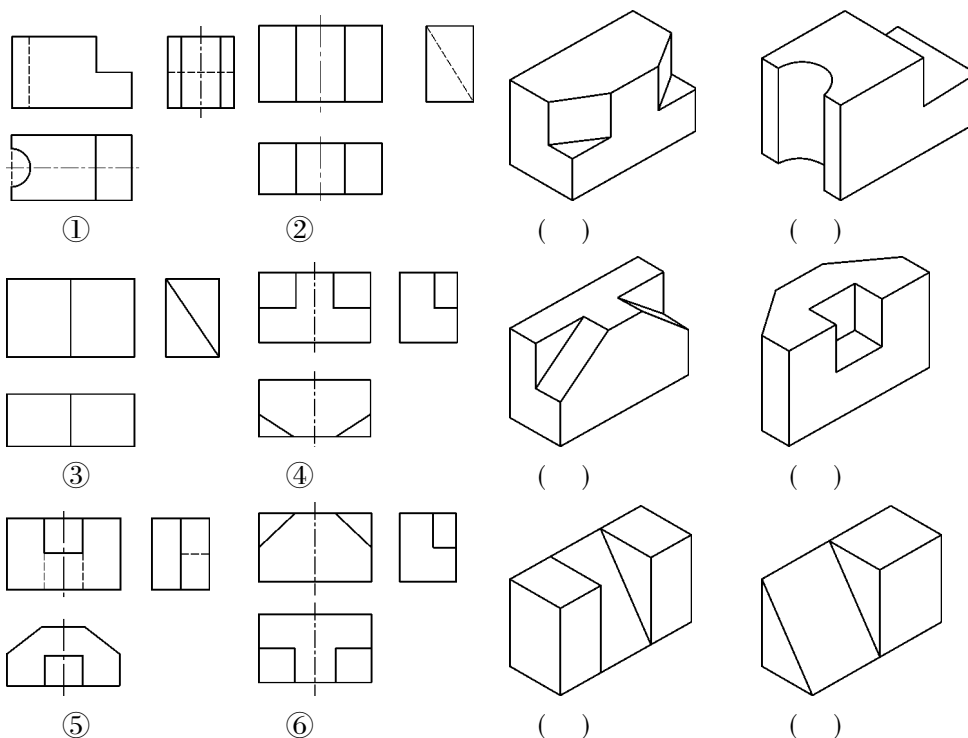 ① ② ( ) ( )
③ ④ ( ) ( )
⑤ ⑥ ( ) ( )